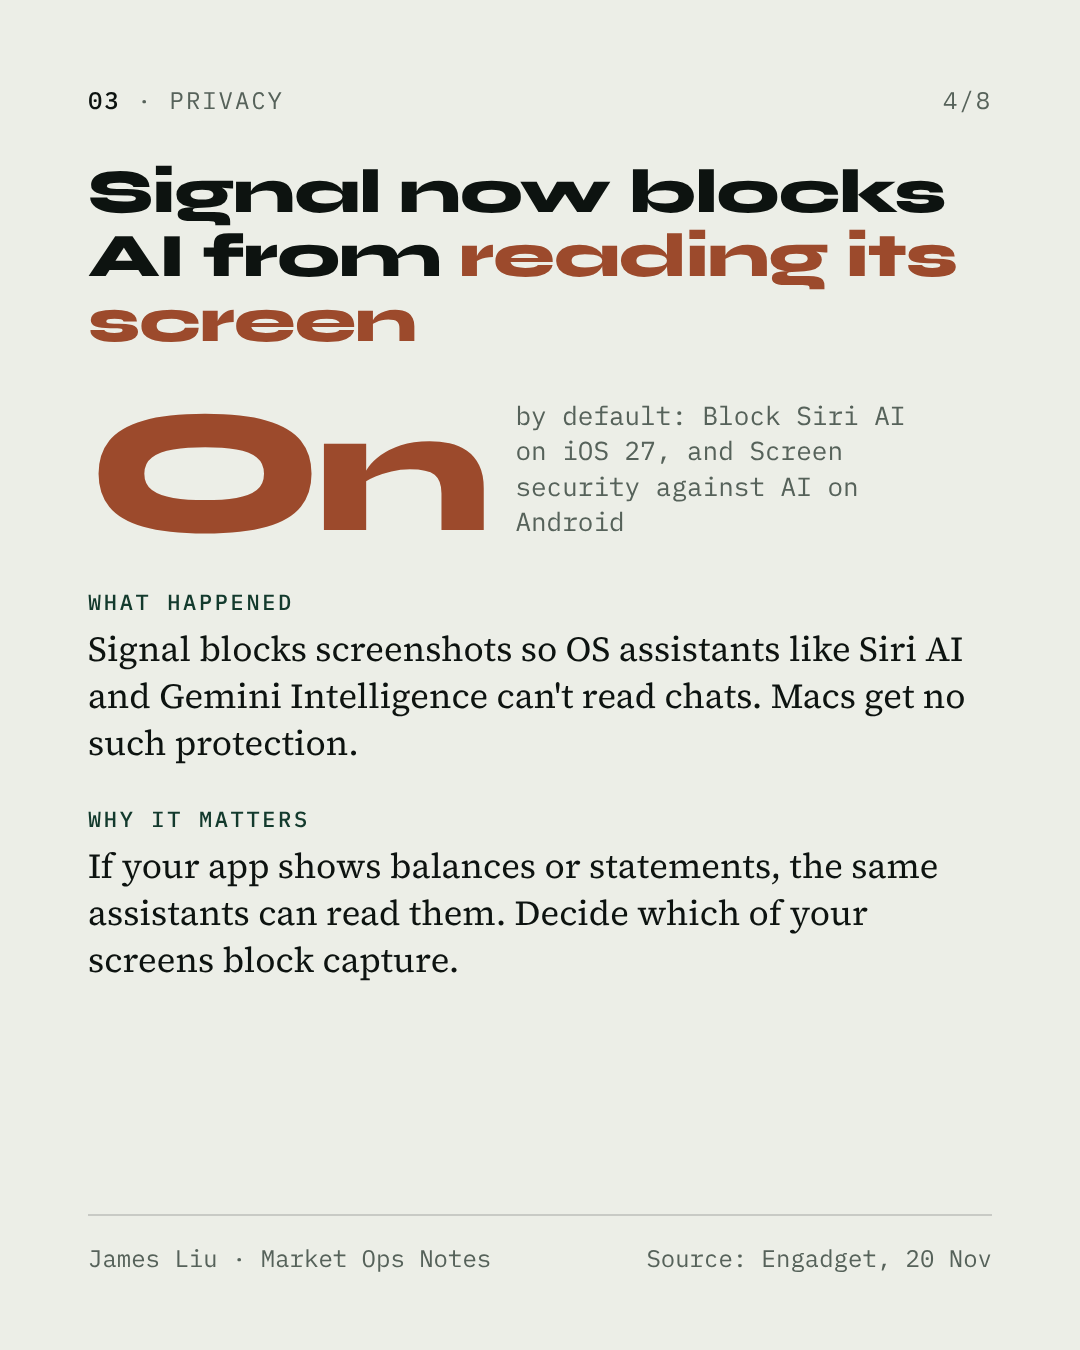 03 · PRIVACY
4/8
Signal now blocks
AI from reading its
screen
On
by default: Block Siri AI
on iOS 27, and Screen
security against AI on
Android
WHAT HAPPENED
Signal blocks screenshots so OS assistants like Siri AI
and Gemini Intelligence can't read chats. Macs get no
such protection.
WHY IT MATTERS
If your app shows balances or statements, the same
assistants can read them. Decide which of your
screens block capture.
James Liu · Market Ops Notes
Source: Engadget, 20 Nov